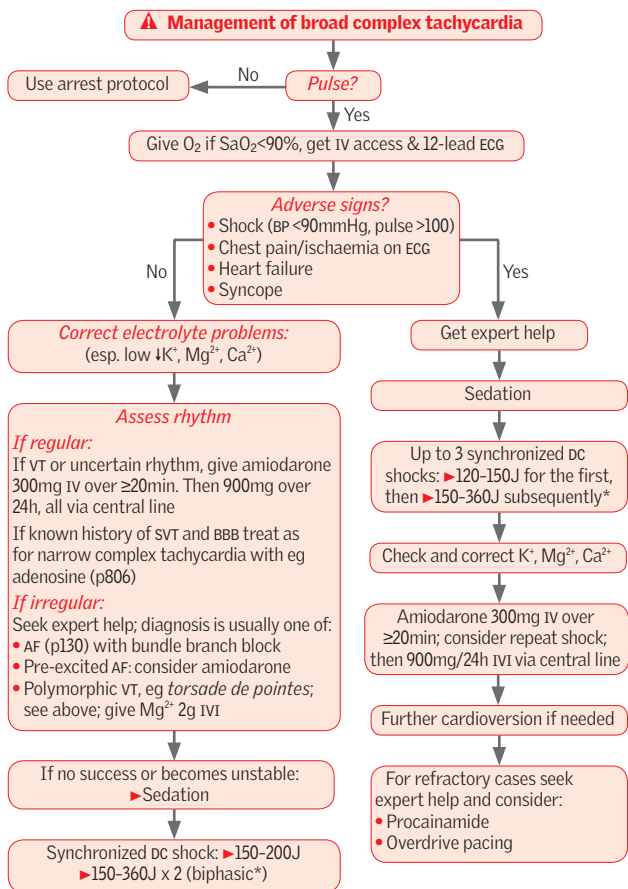 ⚠ Management of broad complex tachycardia
Pulse?
No
Use arrest protocol
Yes
Give O₂ if SaO₂<90%, get IV access & 12-lead ECG
Adverse signs?
• Shock (BP <90mmHg, pulse >100)
• Chest pain/ischaemia on ECG
• Heart failure
• Syncope
No
Correct electrolyte problems:
(esp. low ↓K⁺, Mg²⁺, Ca²⁺)
Assess rhythm
If regular:
If VT or uncertain rhythm, give amiodarone
300mg IV over ≥20min. Then 900mg over
24h, all via central line
If known history of SVT and BBB treat as
for narrow complex tachycardia with eg
adenosine (p806)
If irregular:
Seek expert help; diagnosis is usually one of:
• AF (p130) with bundle branch block
• Pre-excited AF: consider amiodarone
• Polymorphic VT, eg torsade de pointes;
see above; give Mg²⁺ 2g IVI
If no success or becomes unstable:
►Sedation
Synchronized DC shock: ►150–200J
►150–360J x 2 (biphasic*)
Yes
Get expert help
Sedation
Up to 3 synchronized DC
shocks: ►120–150J for the first,
then ►150–360J subsequently*
Check and correct K⁺, Mg²⁺, Ca²⁺
Amiodarone 300mg IV over
≥20min; consider repeat shock;
then 900mg/24h IVI via central line
Further cardioversion if needed
For refractory cases seek
expert help and consider:
• Procainamide
• Overdrive pacing